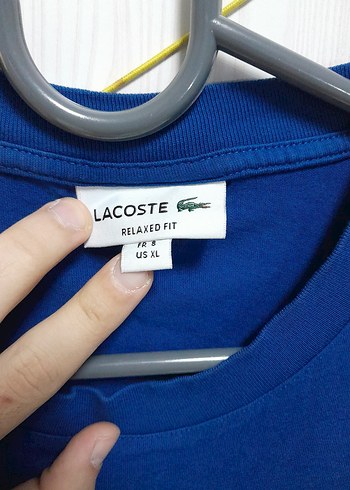 LACOSTE
RELAXED FIT
FR 8
US XL